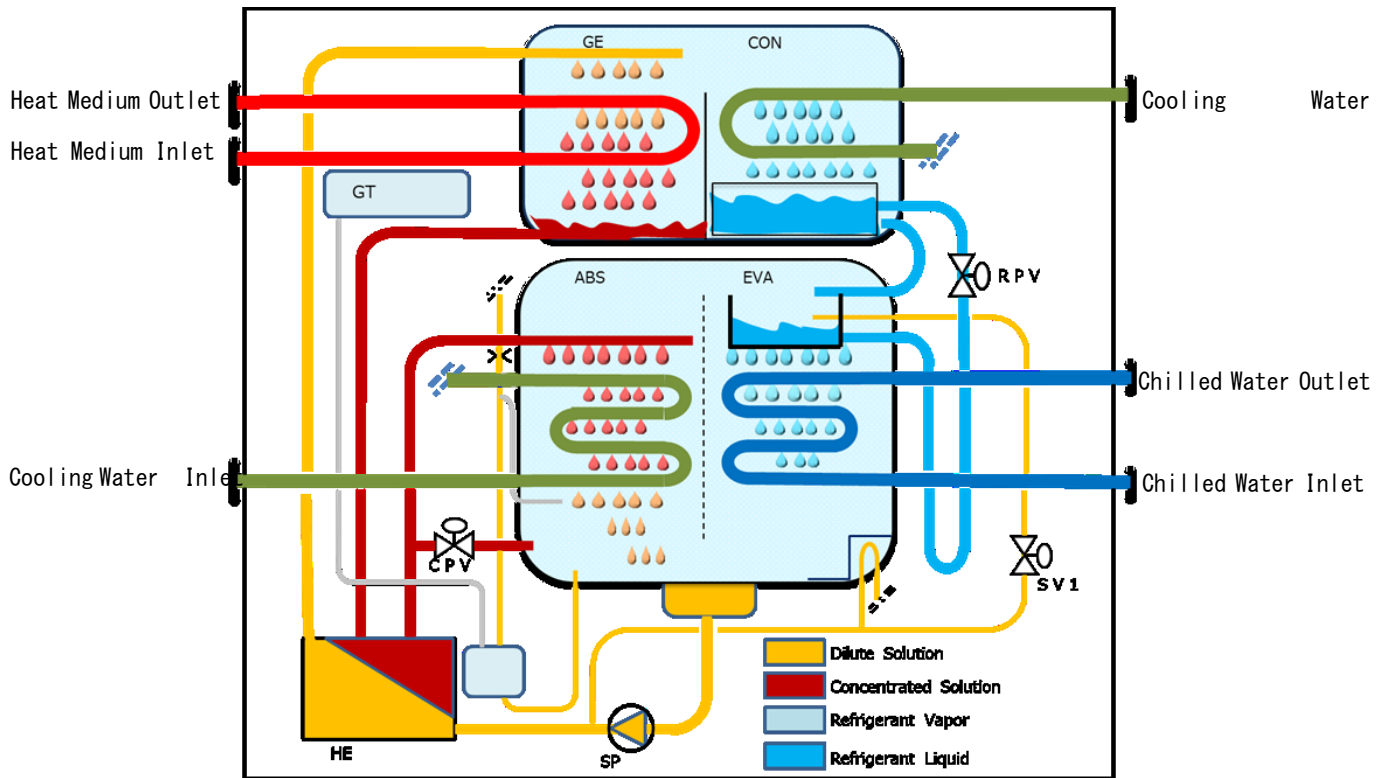 GE
CON
Heat Medium Outlet
Cooling Water
Heat Medium Inlet
GT
ABS
EVA
RPV
Chilled Water Outlet
Cooling Water Inle
Chilled Water Inlet
CPV
SV1
Dilute Solution
Concentrated Solution
Refrigerant Vapor
Refrigerant Liquid
HE
SP